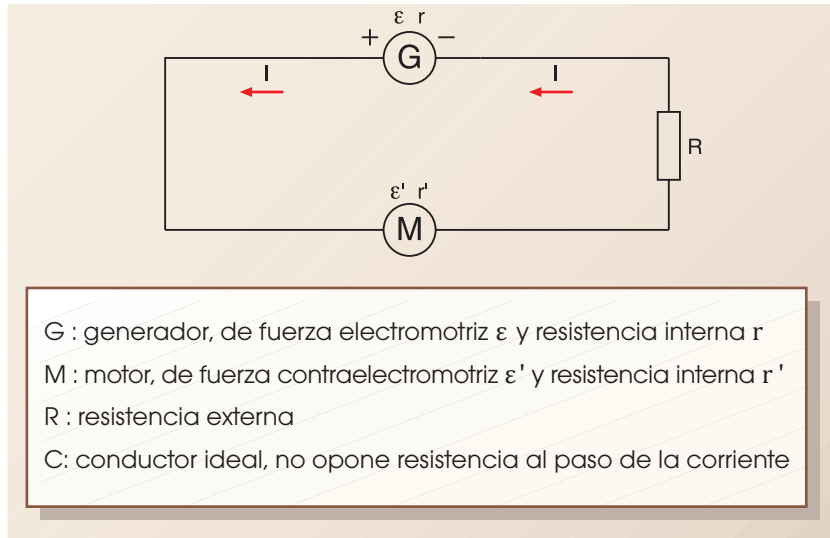 ε r
+ G −
I I
R
ε' r'
M
G : generador, de fuerza electromotriz ε y resistencia interna r
M : motor, de fuerza contraelectromotriz ε' y resistencia interna r'
R : resistencia externa
C: conductor ideal, no opone resistencia al paso de la corriente